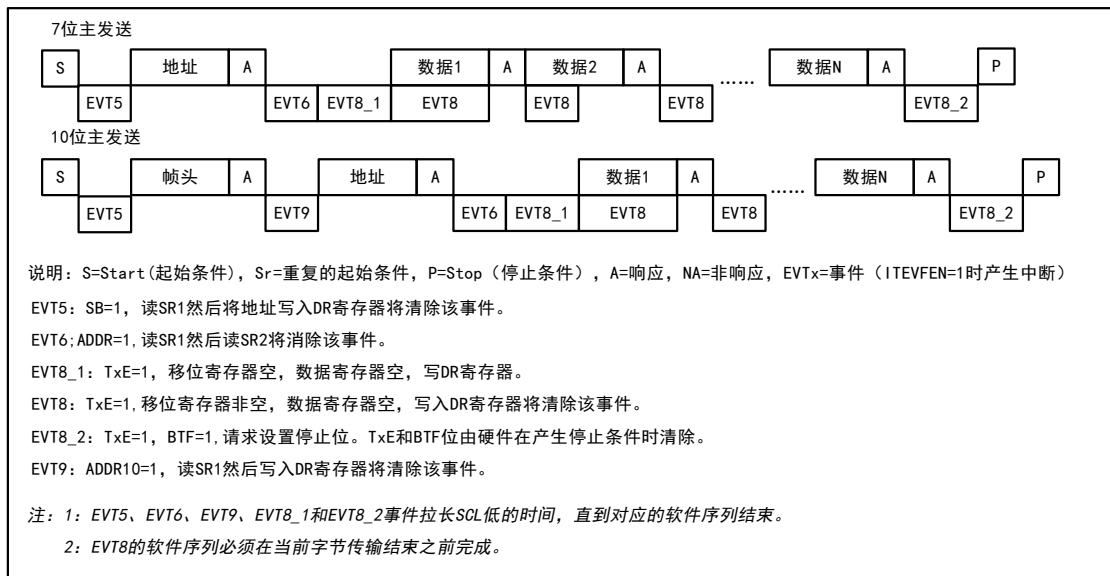 7位主发送
S 地址 A 数据1 A 数据2 A 数据N A P
EVT5 EVT6 EVT8_1 EVT8 EVT8 EVT8 …… EVT8_2
10位主发送
S 帧头 A 地址 A 数据1 A 数据N A P
EVT5 EVT9 EVT6 EVT8_1 EVT8 EVT8 …… EVT8_2
说明：S=Start(起始条件)，Sr=重复的起始条件，P=Stop（停止条件），A=响应，NA=非响应，EVTx=事件（ITEVFEN=1时产生中断）
EVT5：SB=1，读SR1然后将地址写入DR寄存器将清除该事件。
EVT6;ADDR=1,读SR1然后读SR2将消除该事件。
EVT8_1：TxE=1，移位寄存器空，数据寄存器空，写DR寄存器。
EVT8：TxE=1,移位寄存器非空，数据寄存器空，写入DR寄存器将清除该事件。
EVT8_2：TxE=1，BTF=1,请求设置停止位。TxE和BTF位由硬件在产生停止条件时清除。
EVT9：ADDR10=1，读SR1然后写入DR寄存器将清除该事件。
注：1：EVT5、EVT6、EVT9、EVT8_1和EVT8_2事件拉长SCL低的时间，直到对应的软件序列结束。
2：EVT8的软件序列必须在当前字节传输结束之前完成。